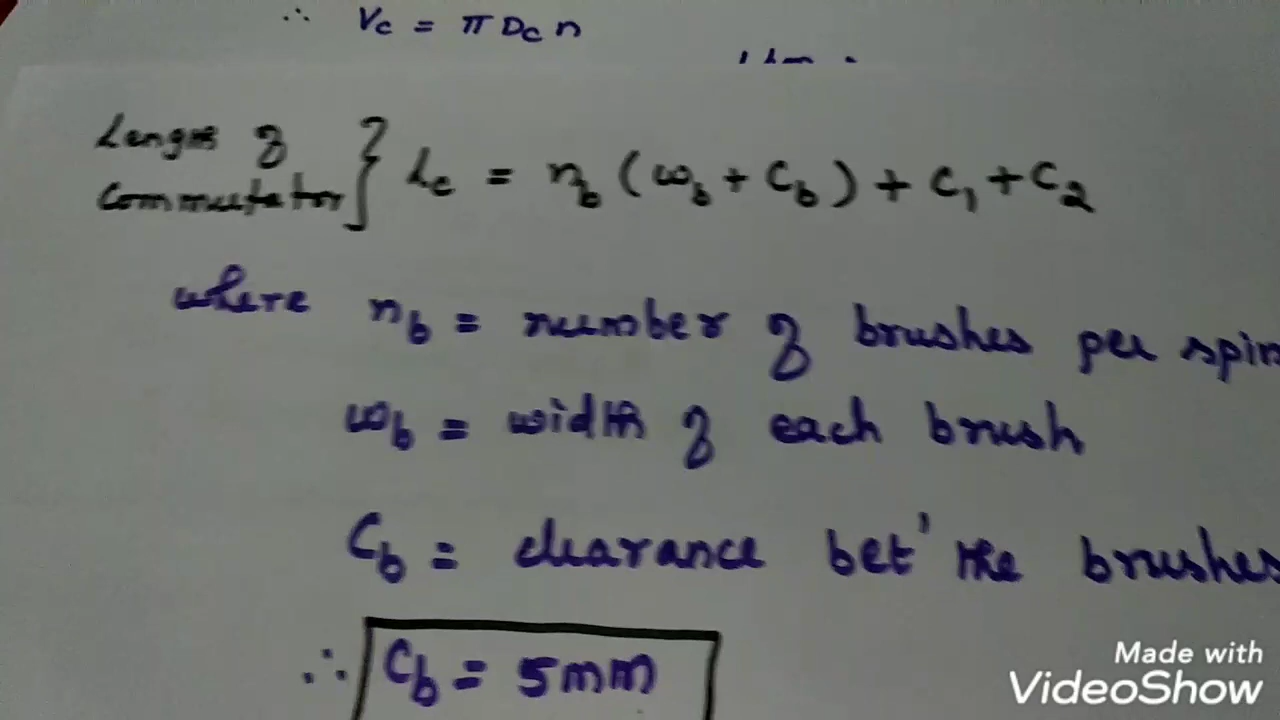 ∴ Vc = π Dc n
Length of
Commutator } Lc = nb (wb + Cb) + C1 + C2
where nb = number of brushes per spin
wb = width of each brush
Cb = clearance bet' the brushes
∴ Cb = 5mm
Made with
VideoShow